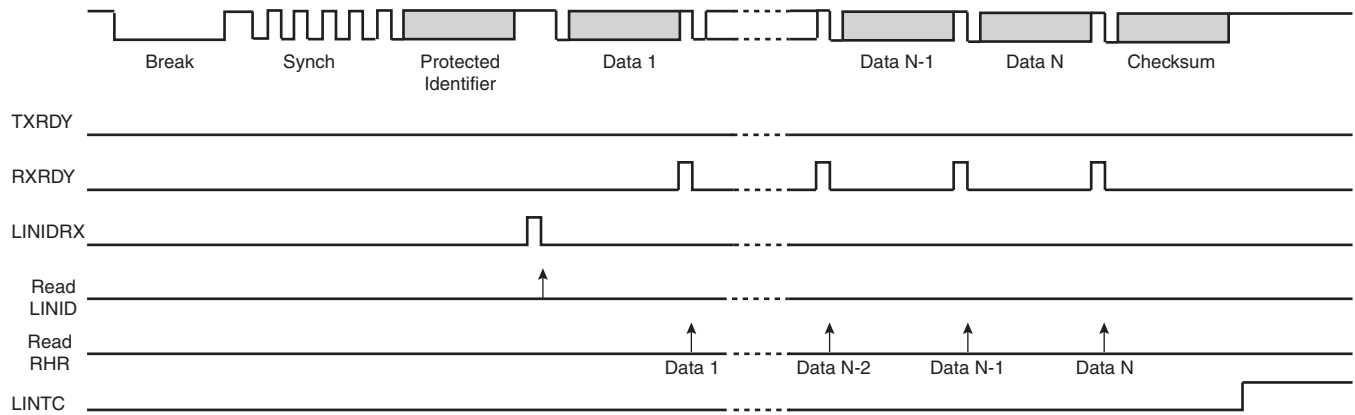 Break Synch Protected Identifier Data 1 Data N-1 Data N Checksum
TXRDY
RXRDY
LINIDRX
Read
LINID
Read
RHR
Data 1 Data N-2 Data N-1 Data N
LINTC